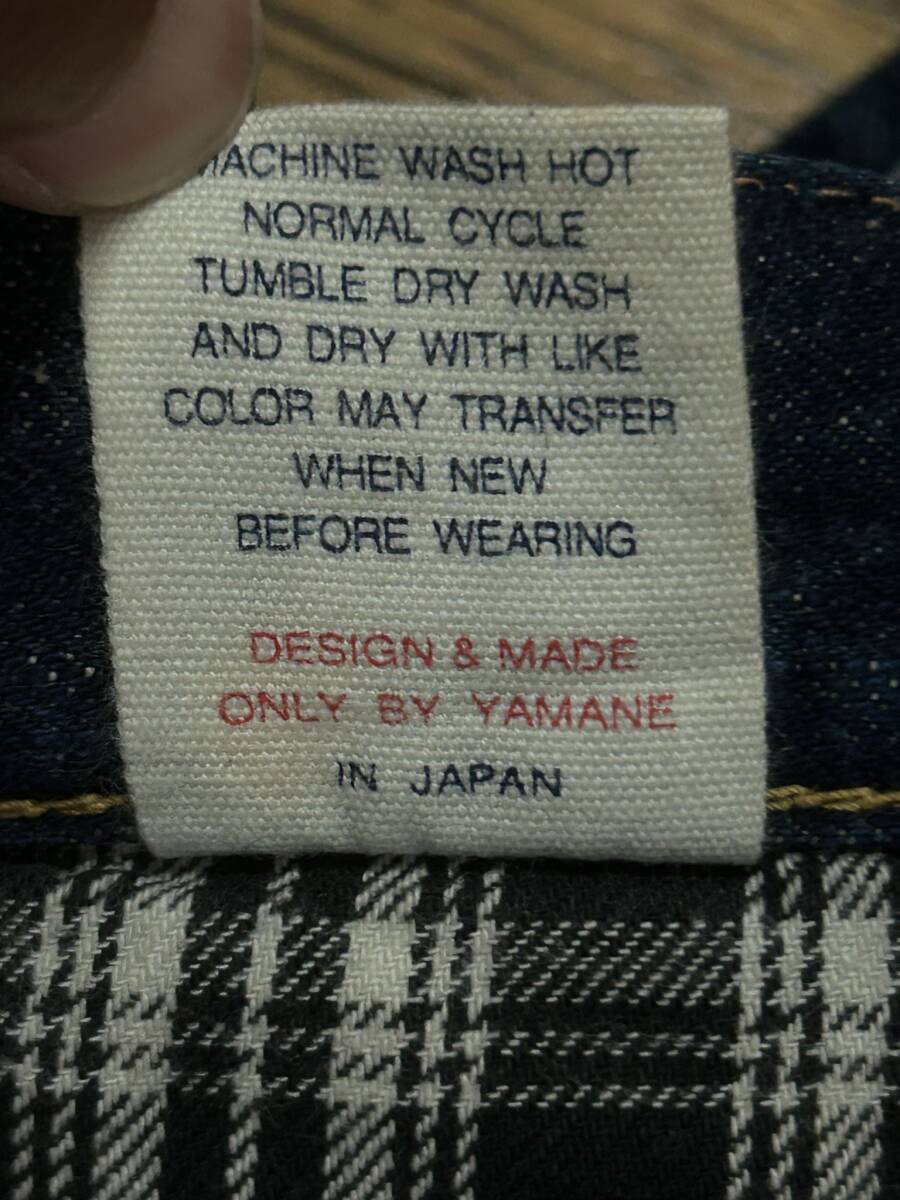 MACHINE WASH HOT
NORMAL CYCLE
TUMBLE DRY WASH
AND DRY WITH LIKE
COLOR MAY TRANSFER
WHEN NEW
BEFORE WEARING
DESIGN & MADE
ONLY BY YAMANE
IN JAPAN